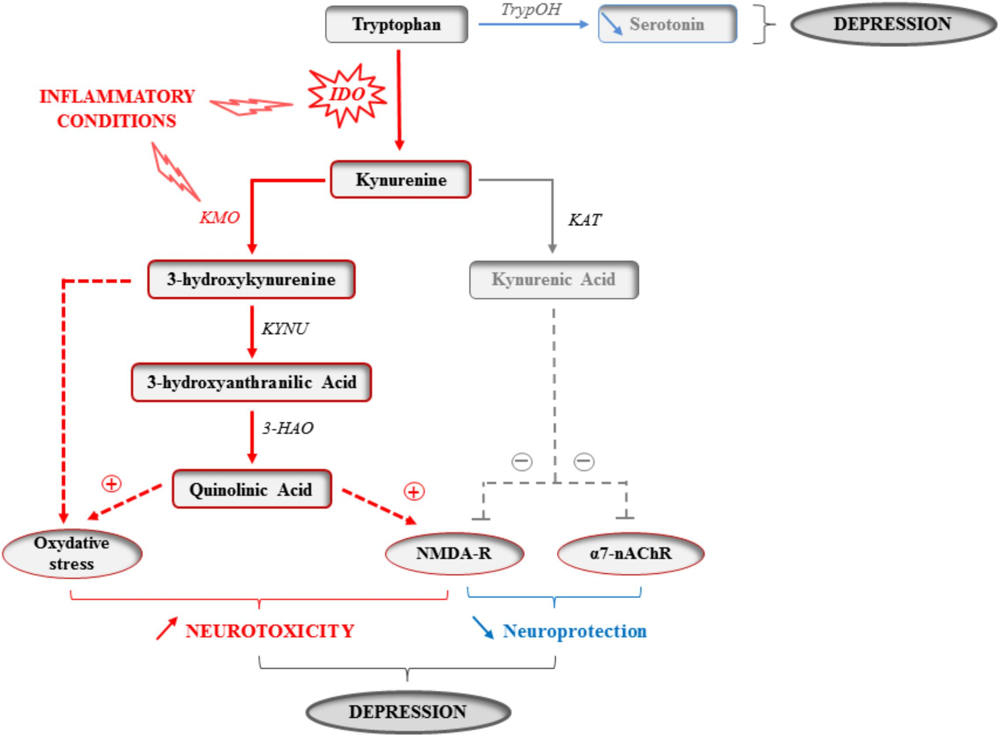 Tryptophan
TrypOH
Serotonin
DEPRESSION
INFLAMMATORY
CONDITIONS
IDO
Kynurenine
KMO
KAT
3-hydroxykynurenine
Kynurenic Acid
KYNU
3-hydroxyanthranilic Acid
3-HAO
Quinolinic Acid
+
+
−
−
Oxydative
stress
NMDA-R
α7-nAChR
NEUROTOXICITY
Neuroprotection
DEPRESSION